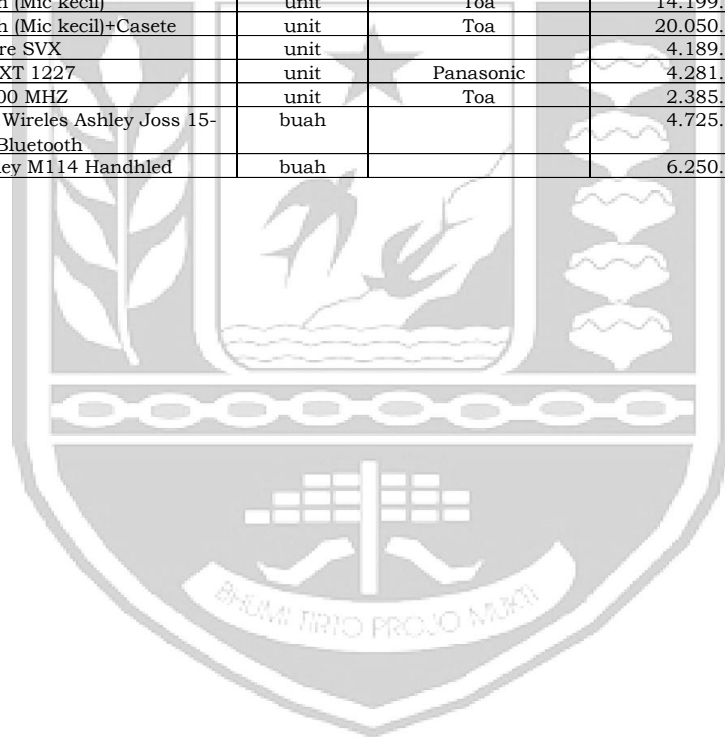 (Mic kecil) unit Toa 14.199.
(Mic kecil)+Casete unit Toa 20.050.
re SVX unit 4.189.
XT 1227 unit Panasonic 4.281.
00 MHZ unit Toa 2.385.
Wireles Ashley Joss 15- buah 4.725.
Bluetooth
ey M114 Handhled buah 6.250.
BHUMI TIRTO PROJO MUKTI